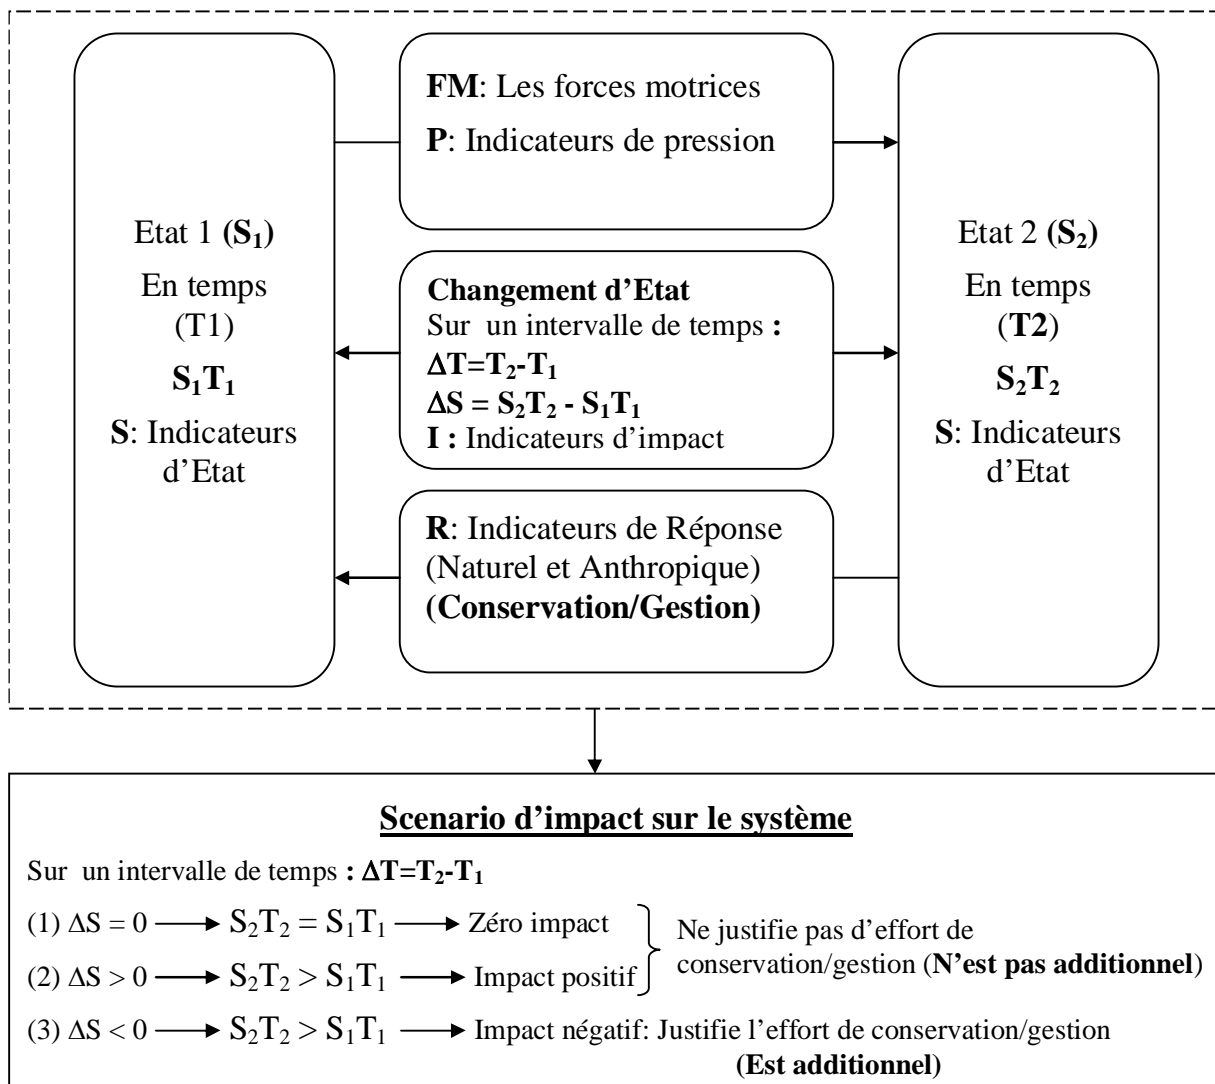 Etat 1 (S₁)
En temps
(T1)
S₁T₁
S: Indicateurs
d’Etat
FM: Les forces motrices
P: Indicateurs de pression
Changement d’Etat
Sur un intervalle de temps :
ΔT=T₂-T₁
ΔS = S₂T₂ - S₁T₁
I : Indicateurs d’impact
R: Indicateurs de Réponse
(Naturel et Anthropique)
(Conservation/Gestion)
Etat 2 (S₂)
En temps
(T2)
S₂T₂
S: Indicateurs
d’Etat
Scenario d’impact sur le système
Sur un intervalle de temps : ΔT=T₂-T₁
(1) ΔS = 0 → S₂T₂ = S₁T₁ → Zéro impact
(2) ΔS > 0 → S₂T₂ > S₁T₁ → Impact positif
Ne justifie pas d’effort de
conservation/gestion (N’est pas additionnel)
(3) ΔS < 0 → S₂T₂ > S₁T₁ → Impact négatif: Justifie l’effort de conservation/gestion
(Est additionnel)